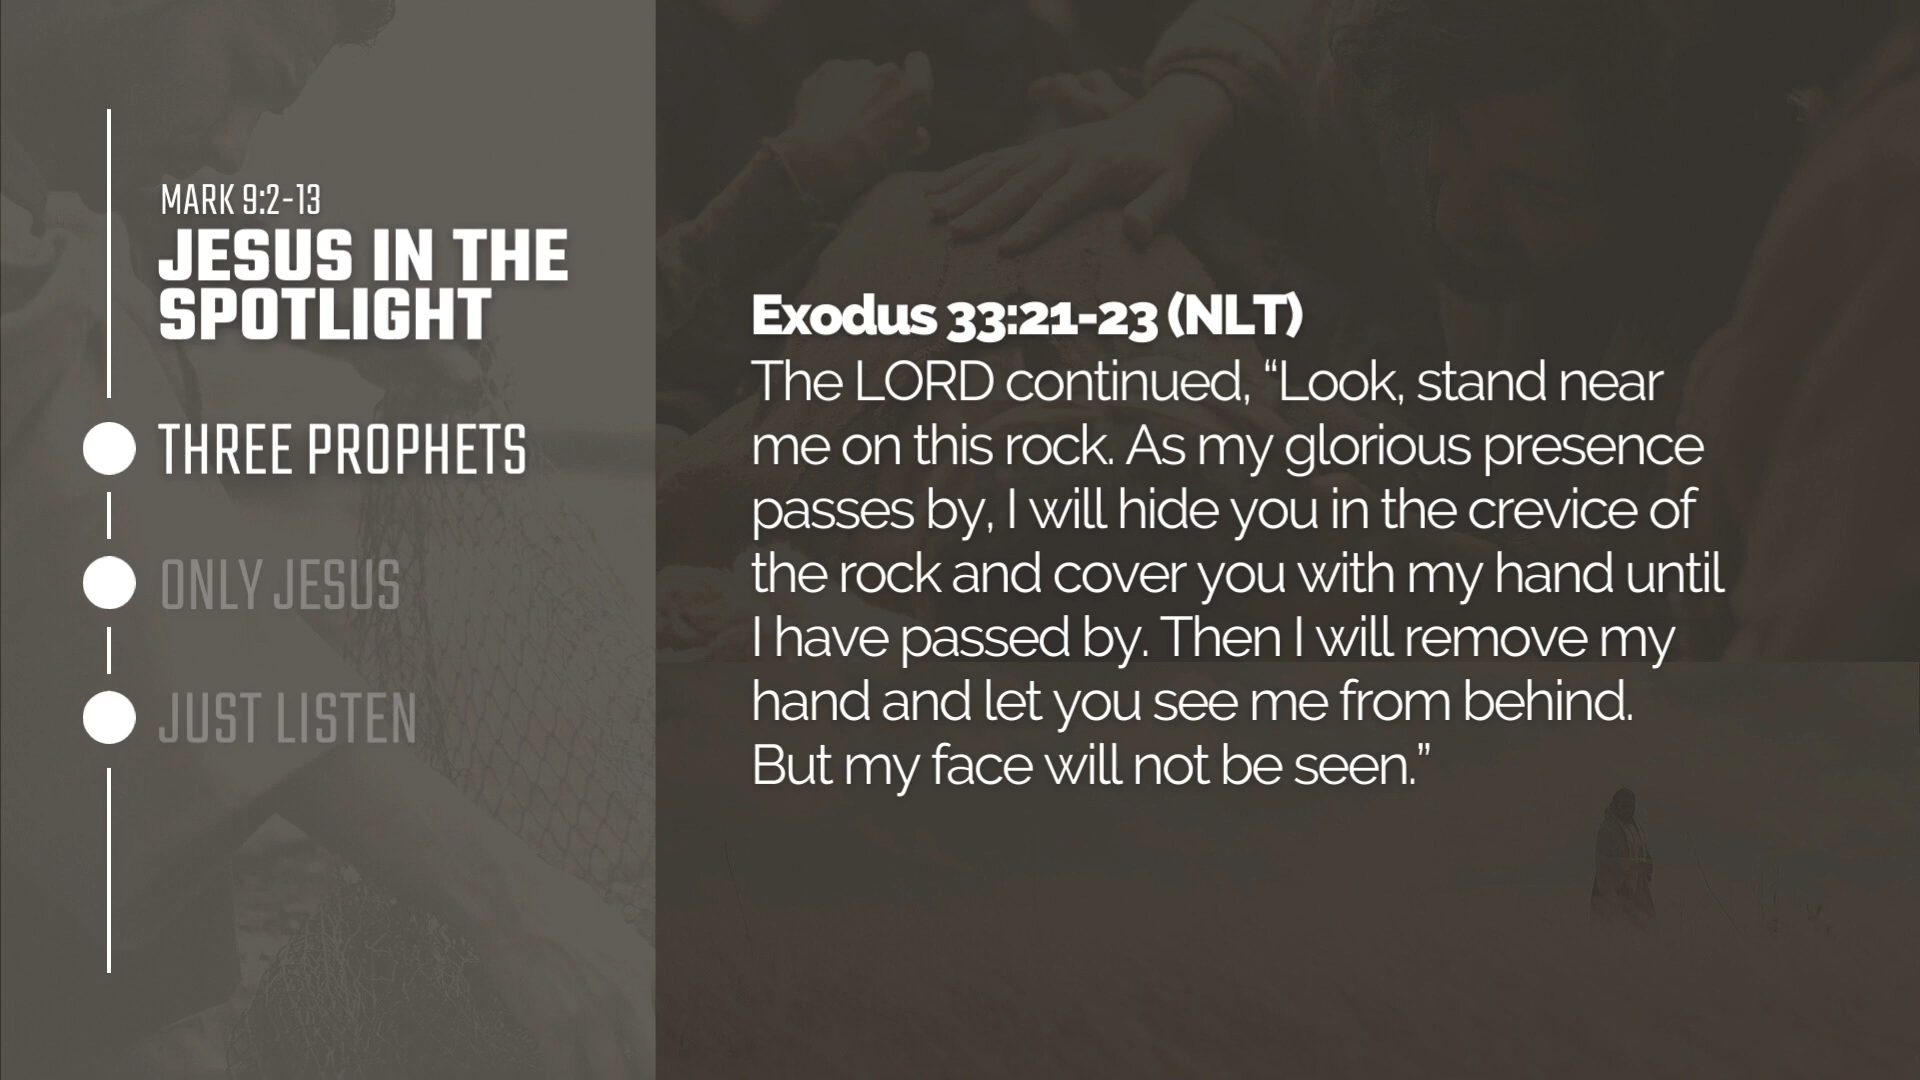 MARK 9:2-13
JESUS IN THE
SPOTLIGHT
THREE PROPHETS
ONLY JESUS
JUST LISTEN
Exodus 33:21-23 (NLT)
The LORD continued, “Look, stand near
me on this rock. As my glorious presence
passes by, I will hide you in the crevice of
the rock and cover you with my hand until
I have passed by. Then I will remove my
hand and let you see me from behind.
But my face will not be seen.”